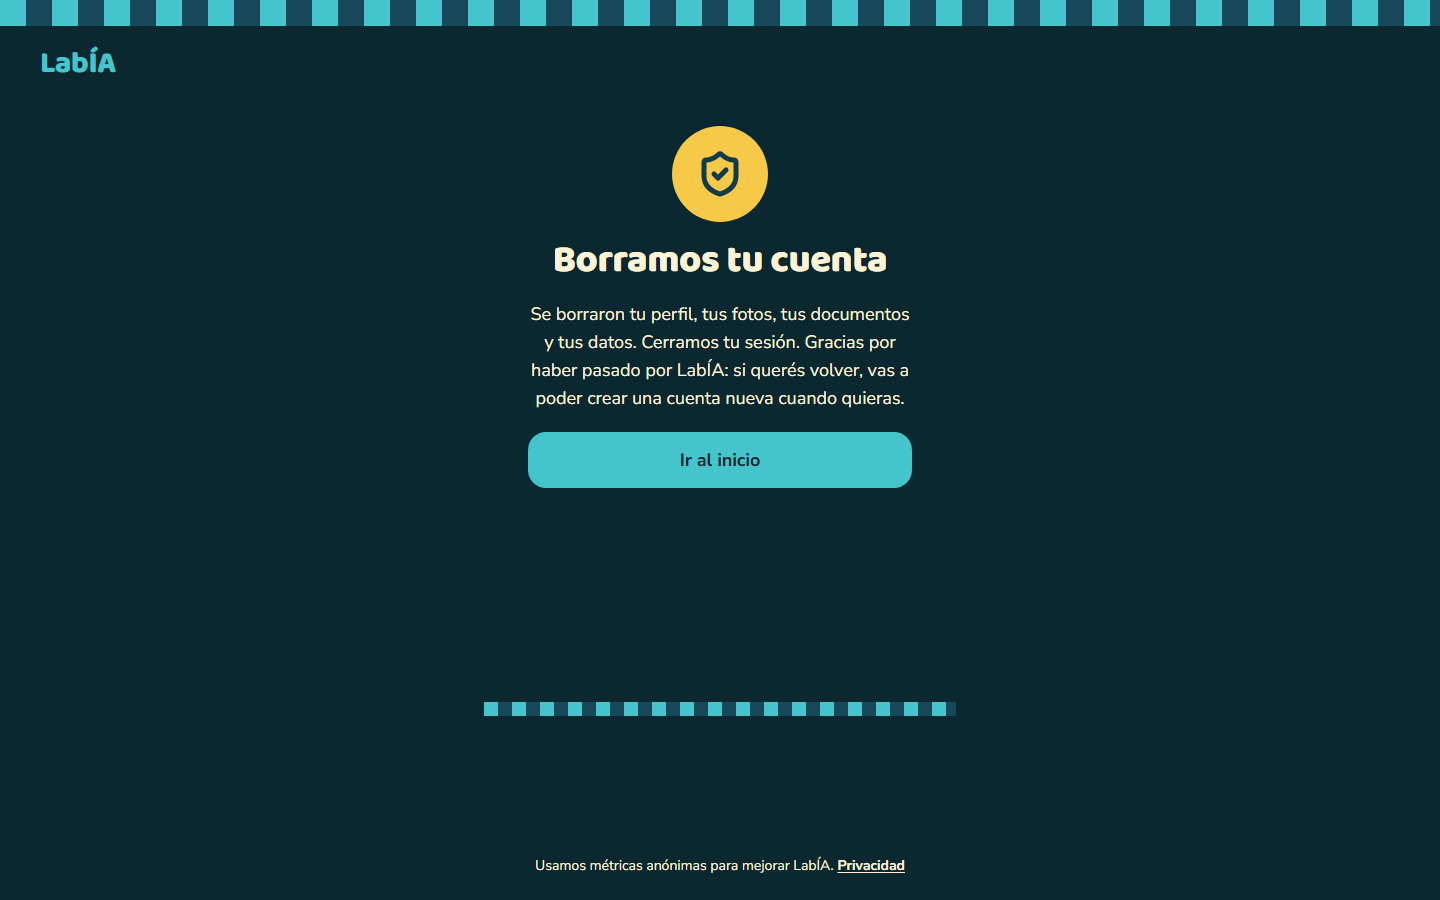 LabÍA
Borramos tu cuenta
Se borraron tu perfil, tus fotos, tus documentos
y tus datos. Cerramos tu sesión. Gracias por
haber pasado por LabÍA: si querés volver, vas a
poder crear una cuenta nueva cuando quieras.
Ir al inicio
Usamos métricas anónimas para mejorar LabÍA. Privacidad